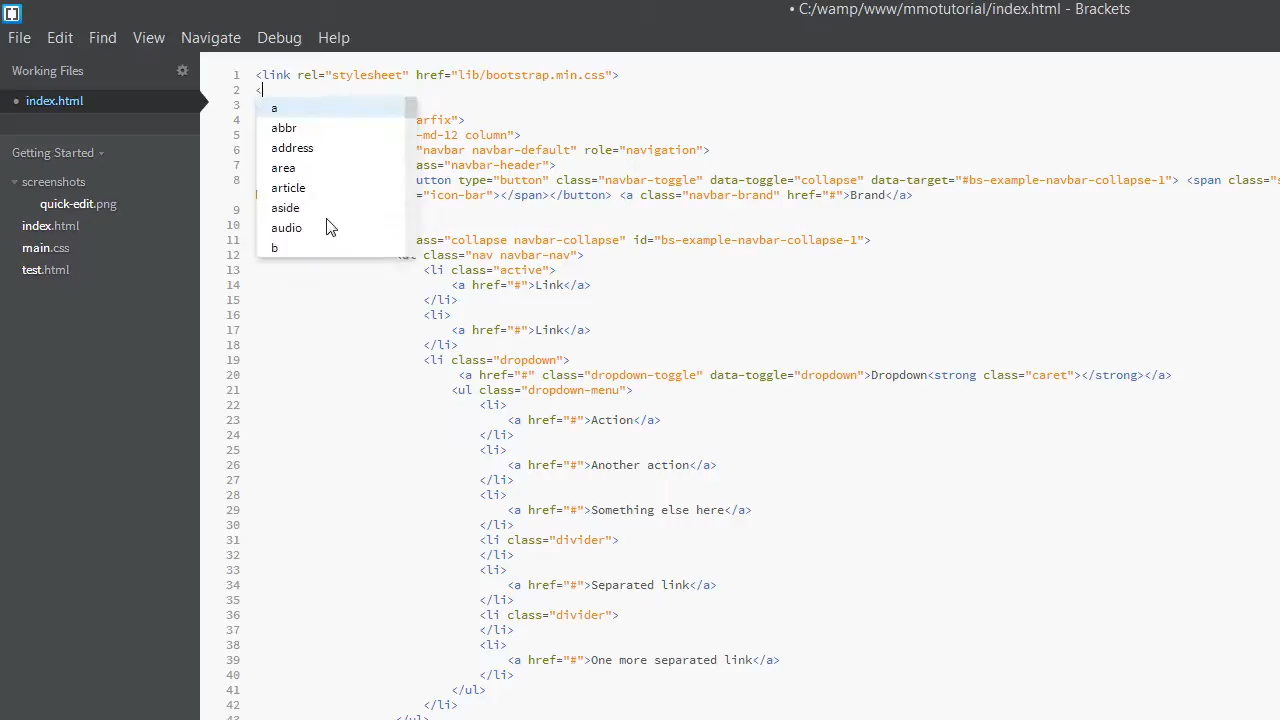 • C:/wamp/www/mmotutorial/index.html - Brackets
File Edit Find View Navigate Debug Help
Working Files
• index.html
Getting Started
screenshots
quick-edit.png
index.html
main.css
test.html
1 <link rel="stylesheet" href="lib/bootstrap.min.css">
2 <
a
abbr
address
area
article
aside
audio
b
3
4 arfix">
5 -md-12 column">
6 "navbar navbar-default" role="navigation">
7 ass="navbar-header">
8 utton type="button" class="navbar-toggle" data-toggle="collapse" data-target="#bs-example-navbar-collapse-1"> <span class="s
="icon-bar"></span></button> <a class="navbar-brand" href="#">Brand</a>
9
10
11 ass="collapse navbar-collapse" id="bs-example-navbar-collapse-1">
12 class="nav navbar-nav">
13 <li class="active">
14 <a href="#">Link</a>
15 </li>
16 <li>
17 <a href="#">Link</a>
18 </li>
19 <li class="dropdown">
20 <a href="#" class="dropdown-toggle" data-toggle="dropdown">Dropdown<strong class="caret"></strong></a>
21 <ul class="dropdown-menu">
22 <li>
23 <a href="#">Action</a>
24 </li>
25 <li>
26 <a href="#">Another action</a>
27 </li>
28 <li>
29 <a href="#">Something else here</a>
30 </li>
31 <li class="divider">
32 </li>
33 <li>
34 <a href="#">Separated link</a>
35 </li>
36 <li class="divider">
37 </li>
38 <li>
39 <a href="#">One more separated link</a>
40 </li>
41 </ul>
42 </li>
43 </ul>